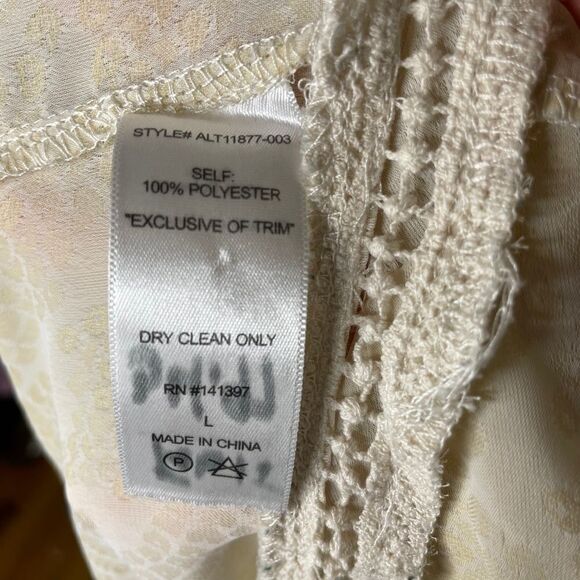 STYLE# ALT11877-003
SELF:
100% POLYESTER
"EXCLUSIVE OF TRIM"
DRY CLEAN ONLY
RN #141397
L
MADE IN CHINA
P